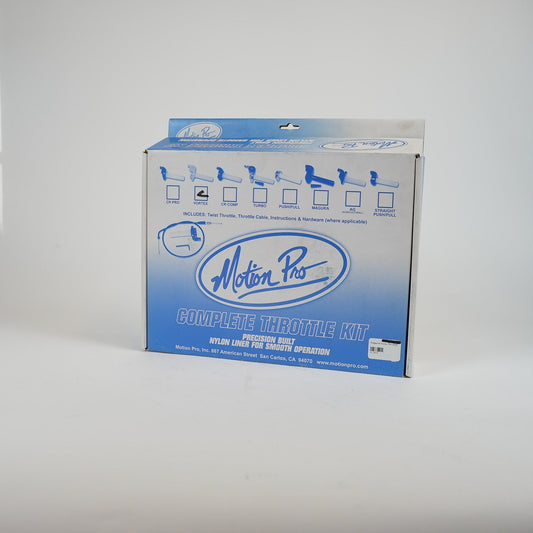 Motion Pro
Motion Pro
CR PRO
VORTEX
CR COMP
TURBO
PUSH/PULL
MAGURA
AG
STRAIGHT
PUSH/PULL
INCLUDES: Twist Throttle, Throttle Cable, Instructions & Hardware (where applicable)
Motion Pro
COMPLETE THROTTLE KIT
PRECISION BUILT
NYLON LINER FOR SMOOTH OPERATION
Motion Pro, Inc. 867 American Street San Carlos, CA 94070 www.motionpro.com